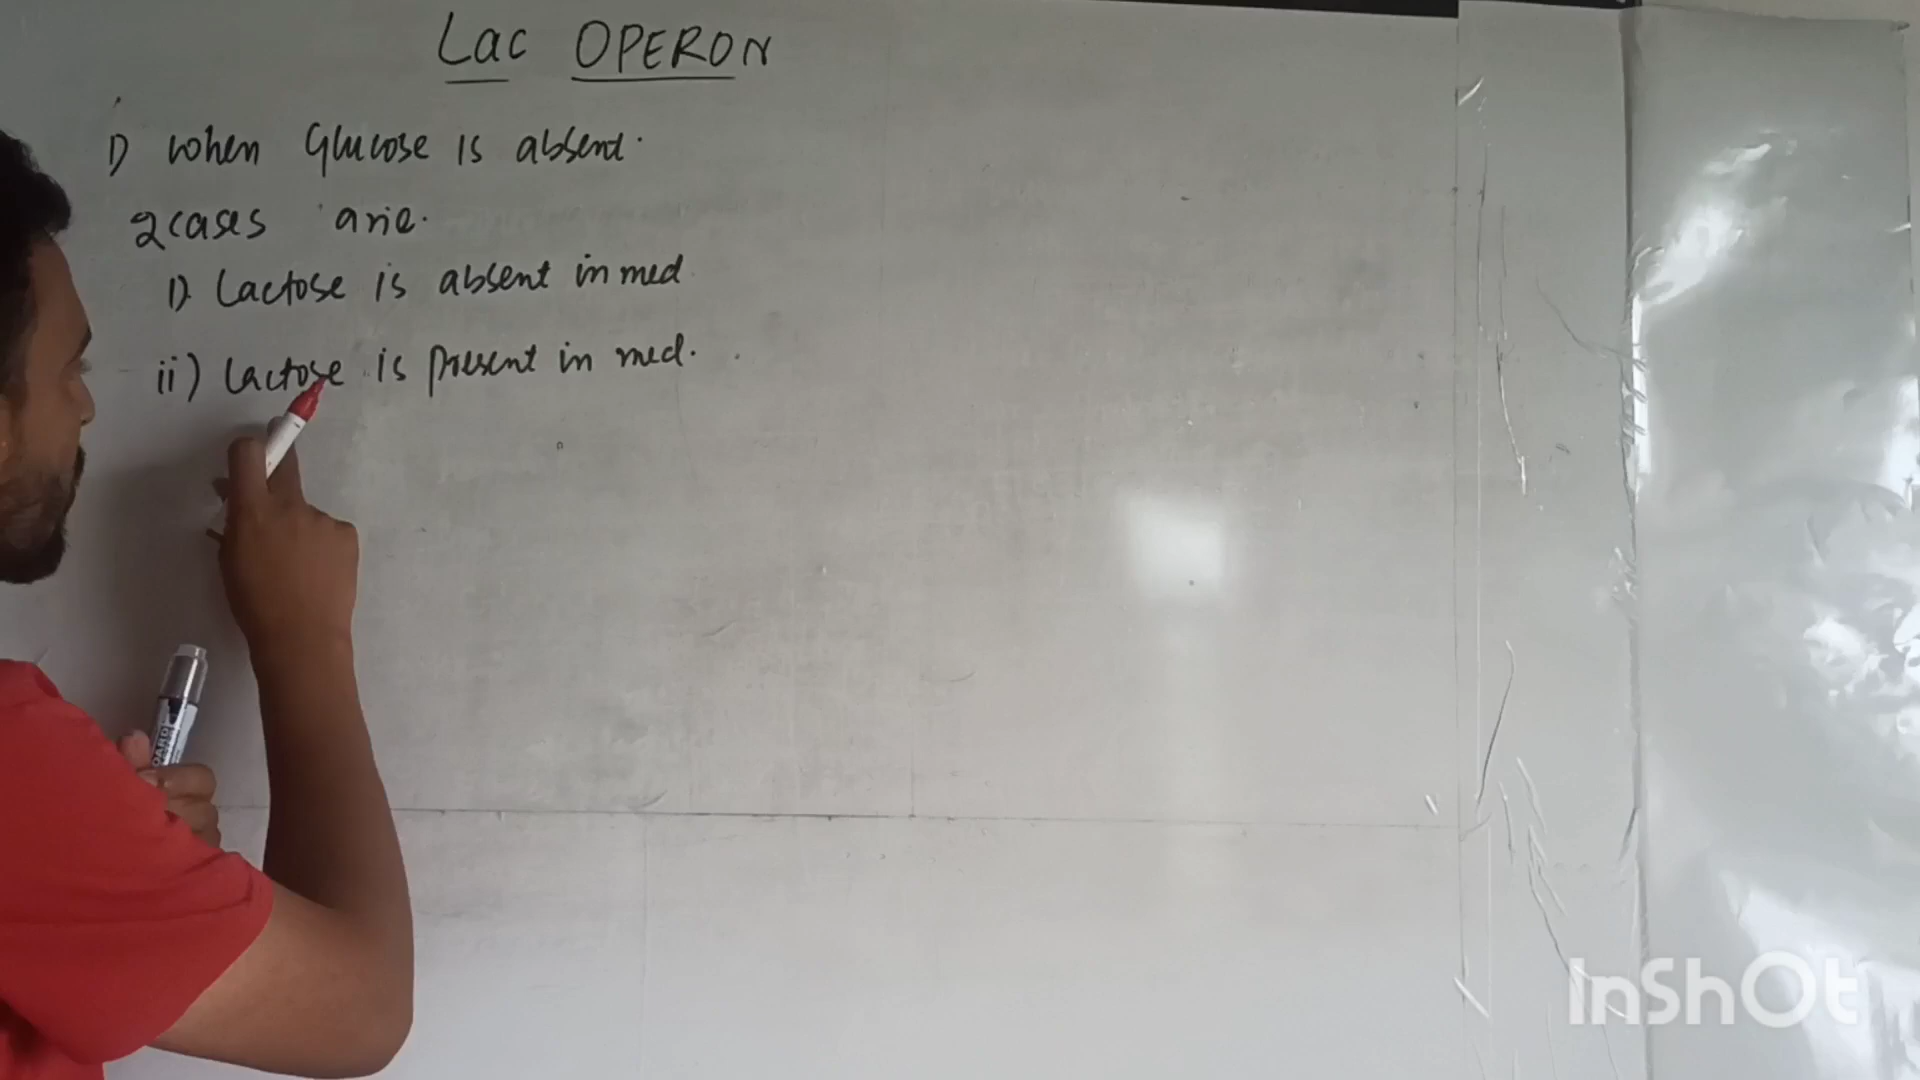 Lac OPERON
1) when Glucose is absent.
2 cases arie.
1). Lactose is absent in med
ii) Lactose is present in med.
InShOt